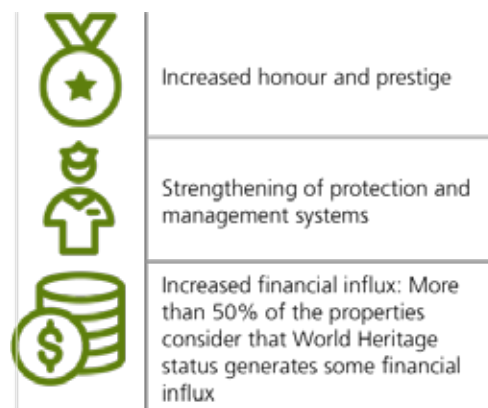 Increased honour and prestige
Strengthening of protection and
management systems
Increased financial influx: More
than 50% of the properties
consider that World Heritage
status generates some financial
influx
$